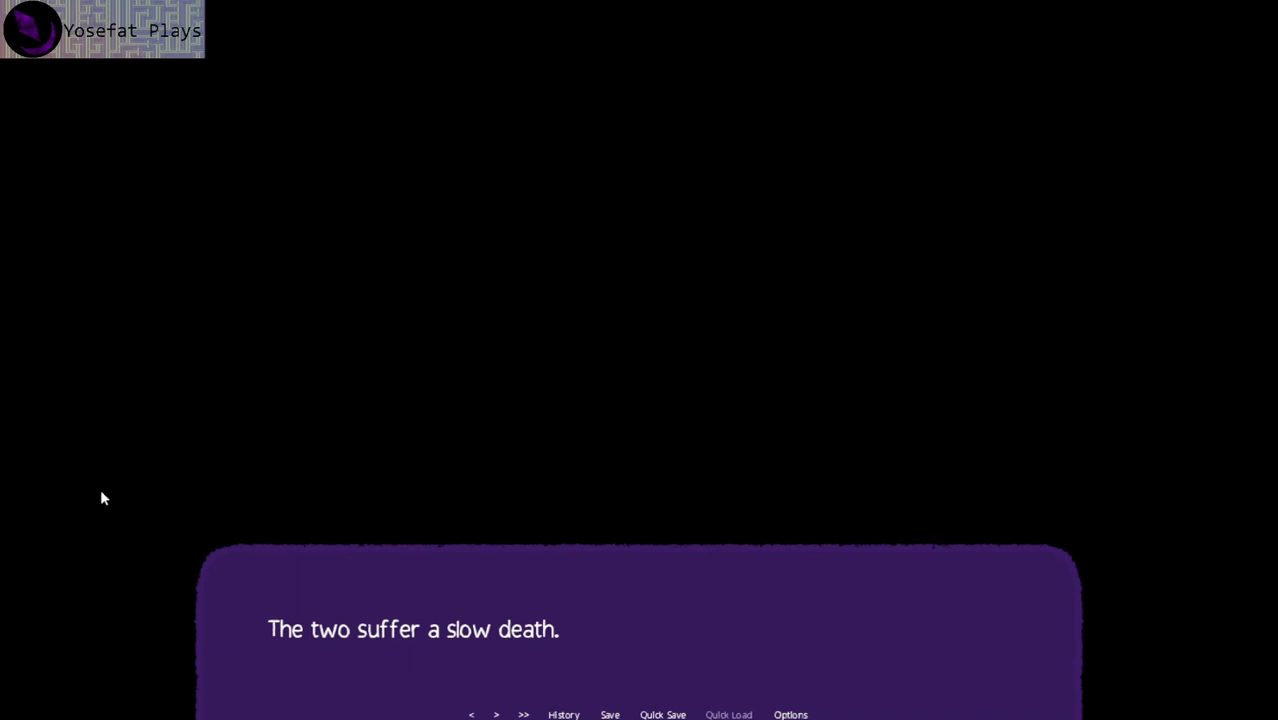 Yosefat Plays
The two suffer a slow death.
< > >> History Save Quick Save Quick Load Options